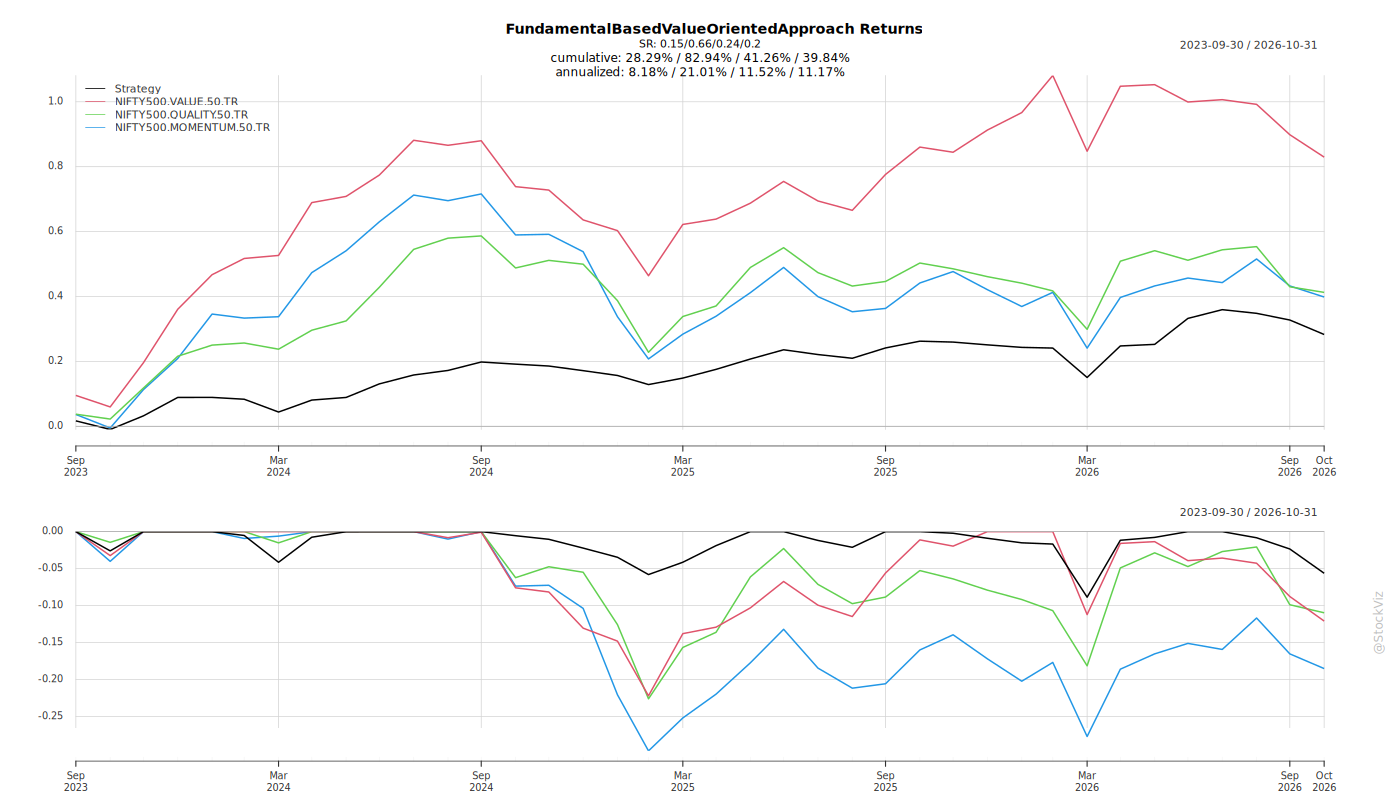 FundamentalBasedValueOrientedApproach Returns
SR: 0.15/0.66/0.24/0.2
cumulative: 28.29% / 82.94% / 41.26% / 39.84%
annualized: 8.18% / 21.01% / 11.52% / 11.17%
2023-09-30 / 2026-10-31
Strategy
NIFTY500.VALUE.50.TR
NIFTY500.QUALITY.50.TR
NIFTY500.MOMENTUM.50.TR
1.0
0.8
0.6
0.4
0.2
0.0
Sep Mar Sep Mar Sep Mar Sep Oct
2023 2024 2024 2025 2025 2026 2026 2026
2023-09-30 / 2026-10-31
0.00
-0.05
-0.10
-0.15
-0.20
-0.25
Sep Mar Sep Mar Sep Mar Sep Oct
2023 2024 2024 2025 2025 2026 2026 2026
@StockViz